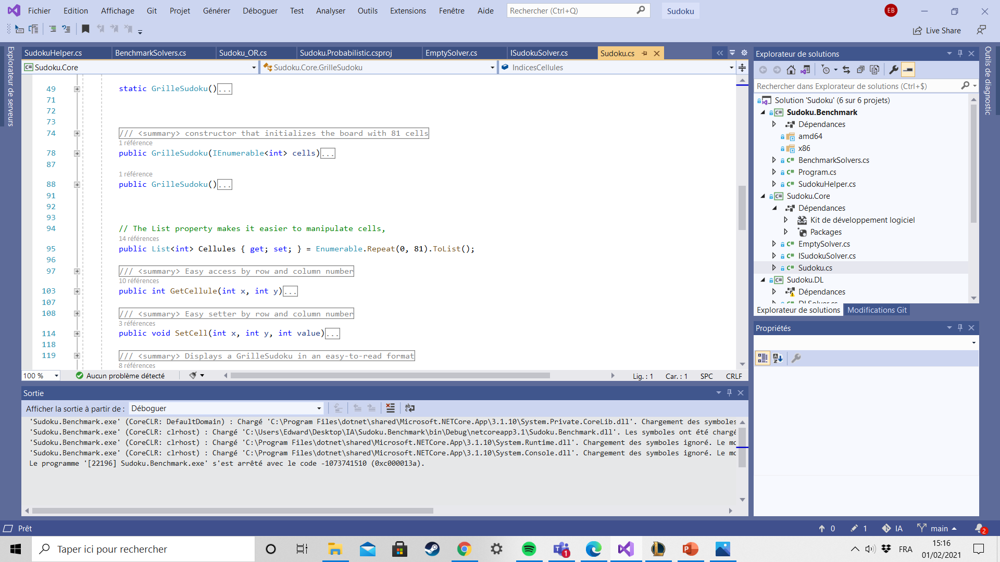 Fichier Edition Affichage Git Projet Générer Déboguer Test Analyser Outils Extensions Fenêtre Aide Rechercher (Ctrl+Q) Sudoku EB
Live Share
Explorateur de serveurs
SudokuHelper.cs BenchmarkSolvers.cs Sudoku_OR.cs Sudoku.Probabilistic.csproj EmptySolver.cs ISudokuSolver.cs Sudoku.cs
C# Sudoku.Core Sudoku.Core.GrilleSudoku IndicesCellules
49 static GrilleSudoku()...
71
72
73
74 /// <summary> constructor that initializes the board with 81 cells
1 référence
78 public GrilleSudoku(IEnumerable<int> cells)...
87
1 référence
88 public GrilleSudoku()...
91
92
93
94 // The List property makes it easier to manipulate cells,
14 références
95 public List<int> Cellules { get; set; } = Enumerable.Repeat(0, 81).ToList();
96
97 /// <summary> Easy access by row and column number
10 références
103 public int GetCellule(int x, int y)...
107
108 /// <summary> Easy setter by row and column number
3 références
114 public void SetCell(int x, int y, int value)...
118
119 /// <summary> Displays a GrilleSudoku in an easy-to-read format
8 références
100 % Aucun problème détecté Lig. : 1 Car. : 1 SPC CRLF
Sortie
Afficher la sortie à partir de : Déboguer
'Sudoku.Benchmark.exe' (CoreCLR: DefaultDomain) : Chargé 'C:\Program Files\dotnet\shared\Microsoft.NETCore.App\3.1.10\System.Private.CoreLib.dll'. Chargement des symboles
'Sudoku.Benchmark.exe' (CoreCLR: clrhost) : Chargé 'C:\Users\Edward\Desktop\IA\Sudoku.Benchmark\bin\Debug\netcoreapp3.1\Sudoku.Benchmark.dll'. Les symboles ont été chargé
'Sudoku.Benchmark.exe' (CoreCLR: clrhost) : Chargé 'C:\Program Files\dotnet\shared\Microsoft.NETCore.App\3.1.10\System.Runtime.dll'. Chargement des symboles ignoré. Le mo
'Sudoku.Benchmark.exe' (CoreCLR: clrhost) : Chargé 'C:\Program Files\dotnet\shared\Microsoft.NETCore.App\3.1.10\System.Console.dll'. Chargement des symboles ignoré. Le mo
Le programme '[22196] Sudoku.Benchmark.exe' s'est arrêté avec le code -1073741510 (0xc000013a).
Explorateur de solutions
Rechercher dans Explorateur de solutions (Ctrl+$)
Solution 'Sudoku' (6 sur 6 projets)
C# Sudoku.Benchmark
Dépendances
amd64
x86
C# BenchmarkSolvers.cs
C# Program.cs
C# SudokuHelper.cs
C# Sudoku.Core
Dépendances
Kit de développement logiciel
Packages
C# EmptySolver.cs
C# ISudokuSolver.cs
C# Sudoku.cs
C# Sudoku.DL
Dépendances
C# DLSolver.cs
Explorateur de solutions Modifications Git
Propriétés
Outils de diagnostic
Prêt 0 1 IA main 2
Taper ici pour rechercher 1 FRA 15:16
01/02/2021